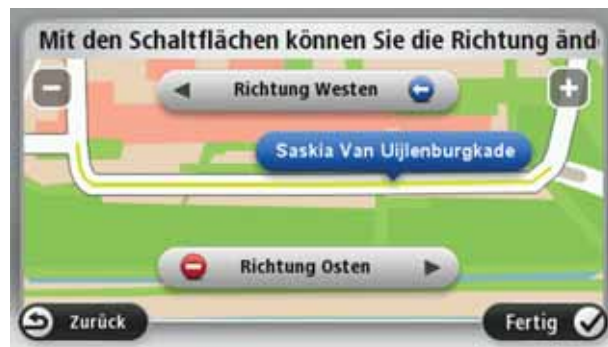 Mit den Schaltflächen können Sie die Richtung änd
Richtung Westen
Saskia Van Uijlenburgkade
Richtung Osten
Zurück
Fertig